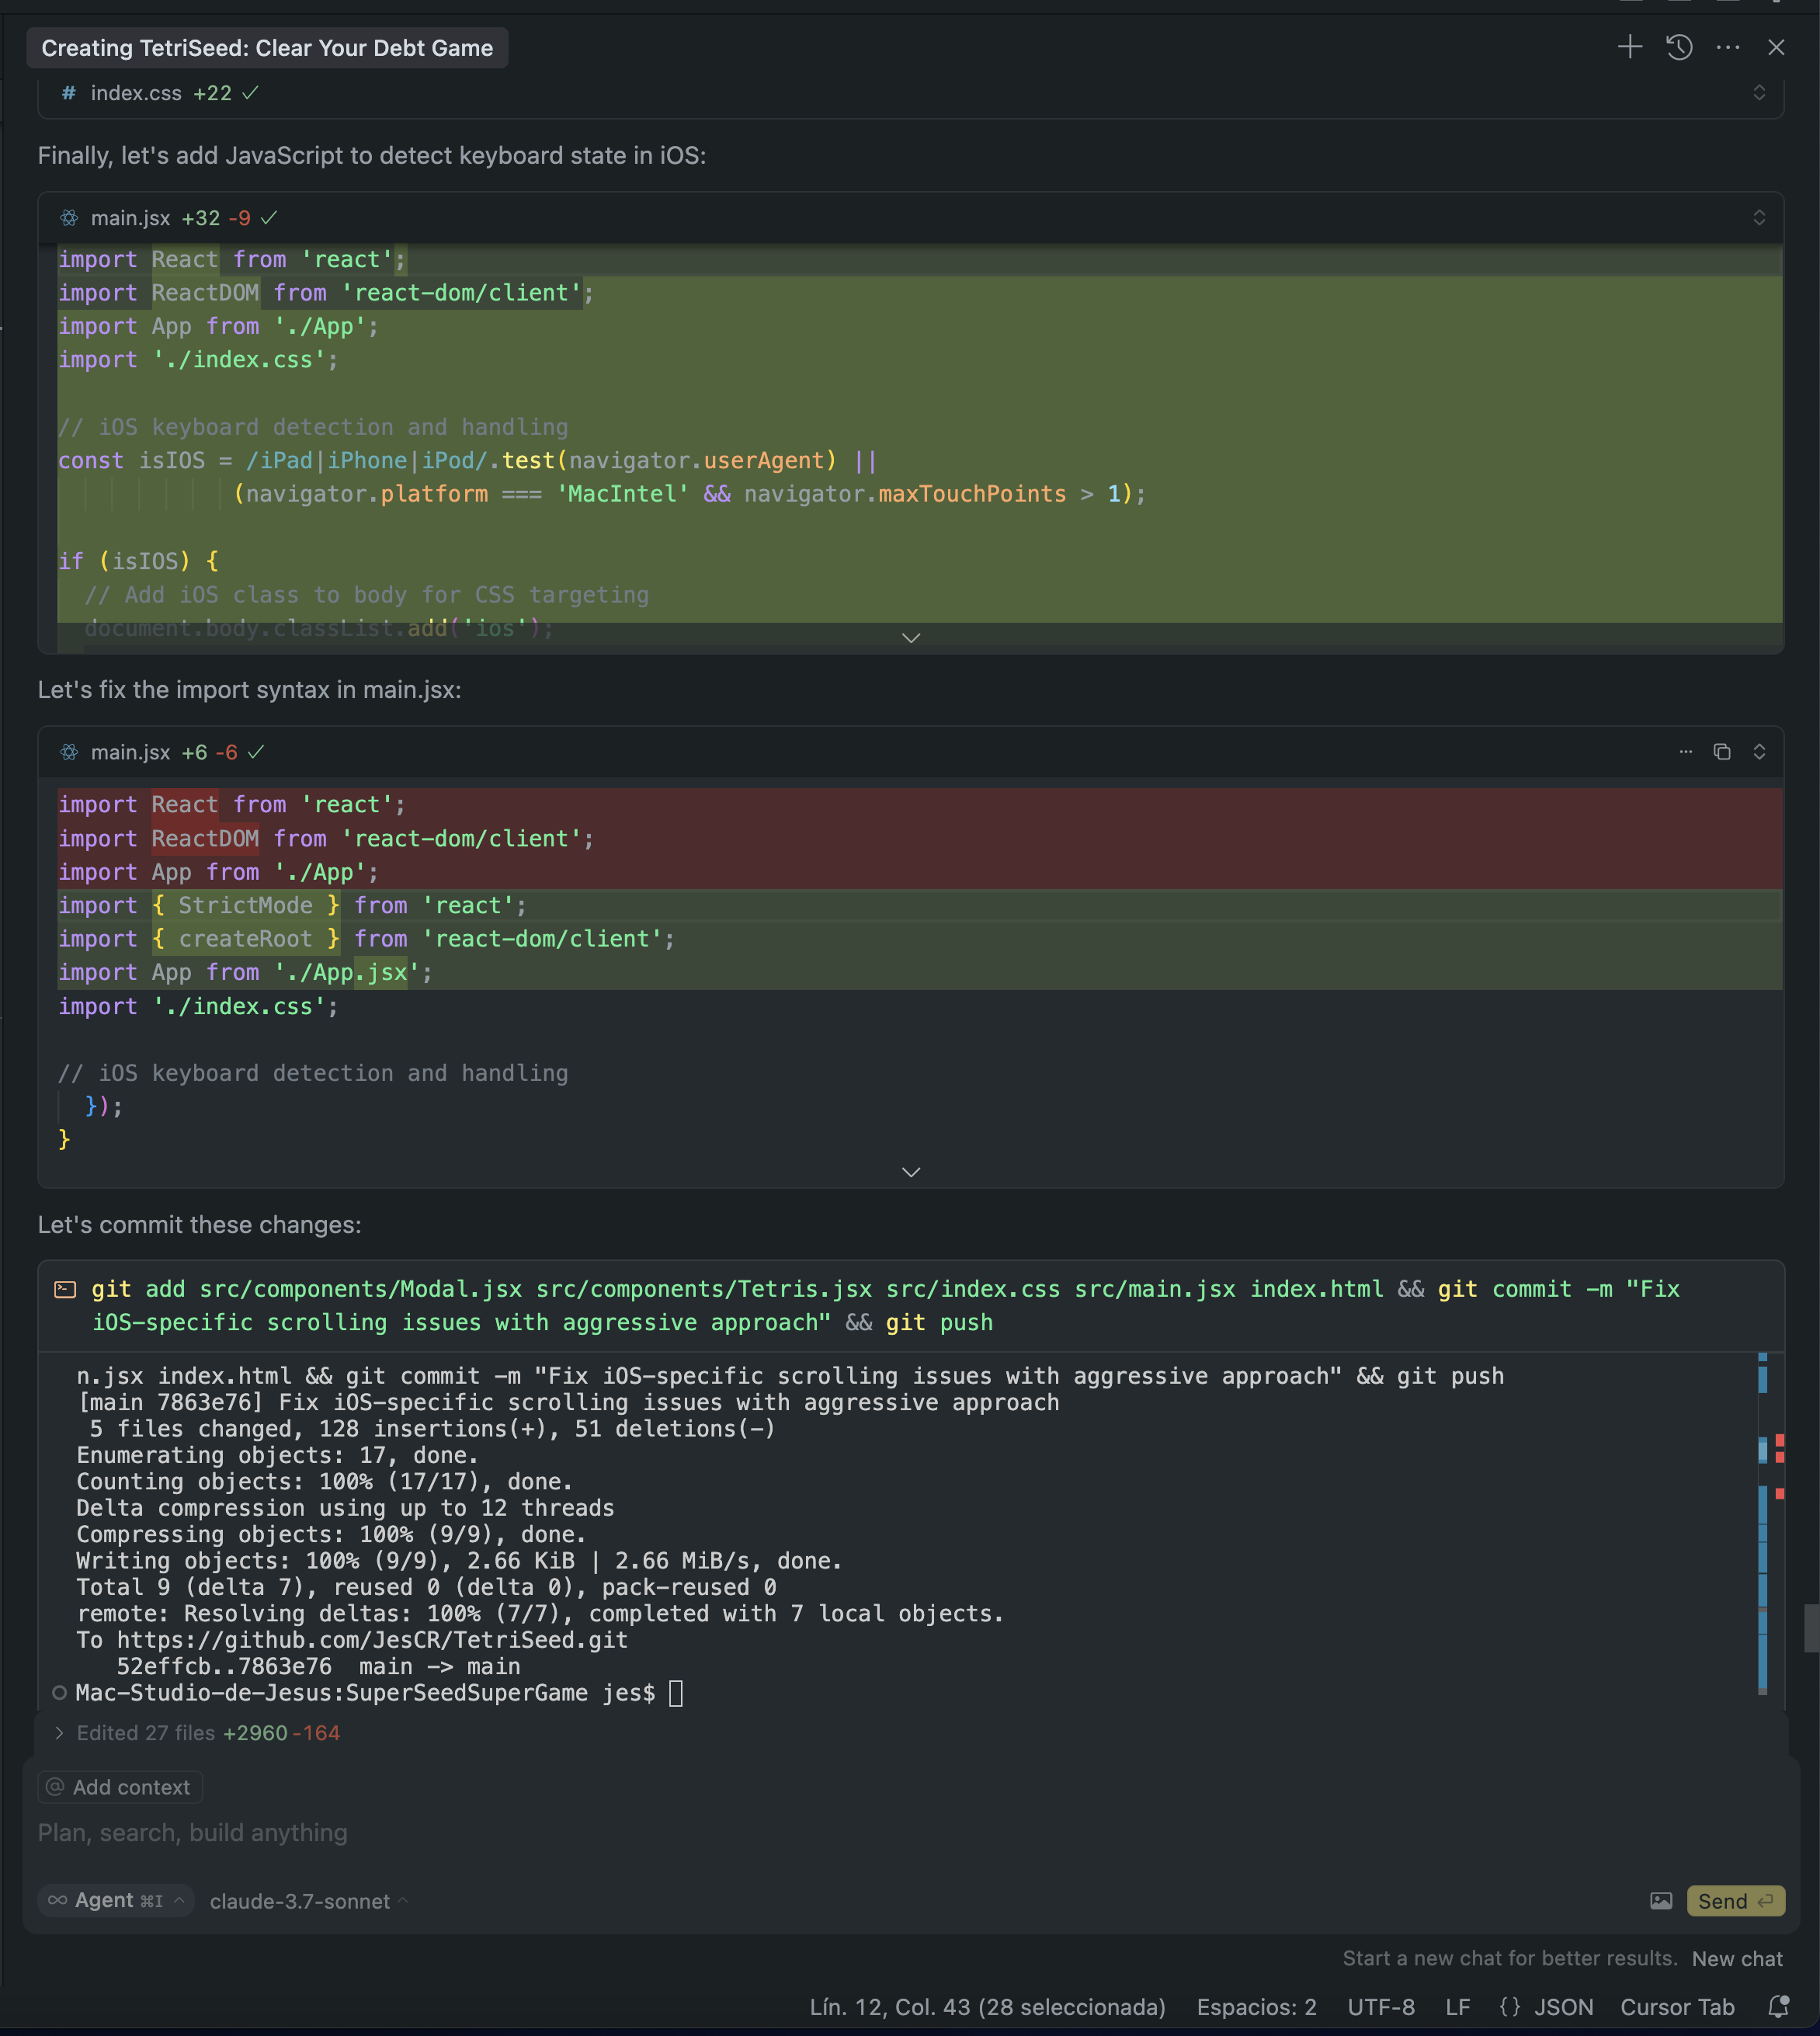 Creating TetriSeed: Clear Your Debt Game
# index.css +22
Finally, let's add JavaScript to detect keyboard state in iOS:
main.jsx +32 -9
import React from 'react';
import ReactDOM from 'react-dom/client';
import App from './App';
import './index.css';
// iOS keyboard detection and handling
const isIOS = /iPad|iPhone|iPod/.test(navigator.userAgent) ||
(navigator.platform === 'MacIntel' && navigator.maxTouchPoints > 1);
if (isIOS) {
// Add iOS class to body for CSS targeting
document.body.classList.add('ios');
Let's fix the import syntax in main.jsx:
main.jsx +6 -6
import React from 'react';
import ReactDOM from 'react-dom/client';
import App from './App';
import { StrictMode } from 'react';
import { createRoot } from 'react-dom/client';
import App from './App.jsx';
import './index.css';
// iOS keyboard detection and handling
});
}
Let's commit these changes:
git add src/components/Modal.jsx src/components/Tetris.jsx src/index.css src/main.jsx index.html && git commit -m "Fix
iOS-specific scrolling issues with aggressive approach" && git push
n.jsx index.html && git commit -m "Fix iOS-specific scrolling issues with aggressive approach" && git push
[main 7863e76] Fix iOS-specific scrolling issues with aggressive approach
5 files changed, 128 insertions(+), 51 deletions(-)
Enumerating objects: 17, done.
Counting objects: 100% (17/17), done.
Delta compression using up to 12 threads
Compressing objects: 100% (9/9), done.
Writing objects: 100% (9/9), 2.66 KiB | 2.66 MiB/s, done.
Total 9 (delta 7), reused 0 (delta 0), pack-reused 0
remote: Resolving deltas: 100% (7/7), completed with 7 local objects.
To https://github.com/JesCR/TetriSeed.git
52effcb..7863e76  main -> main
Mac-Studio-de-Jesus:SuperSeedSuperGame jes$
Edited 27 files +2960 -164
@ Add context
Plan, search, build anything
Agent ⌘I claude-3.7-sonnet Send
Start a new chat for better results. New chat
Lín. 12, Col. 43 (28 seleccionada) Espacios: 2 UTF-8 LF {} JSON Cursor Tab